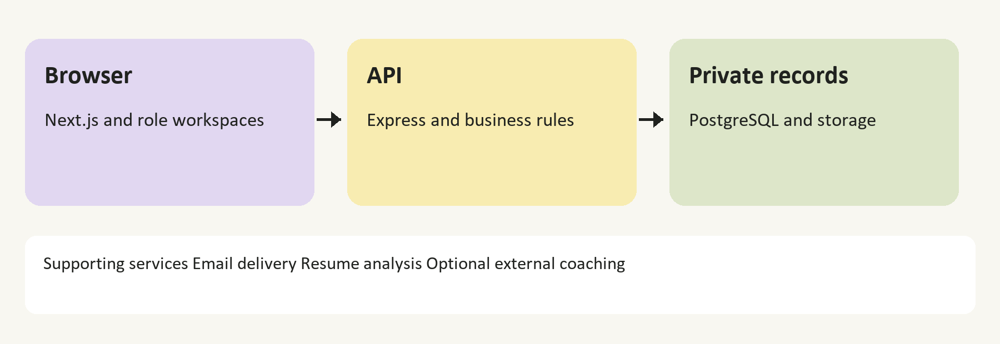 Browser
Next.js and role workspaces
API
Express and business rules
Private records
PostgreSQL and storage
Supporting services Email delivery Resume analysis Optional external coaching